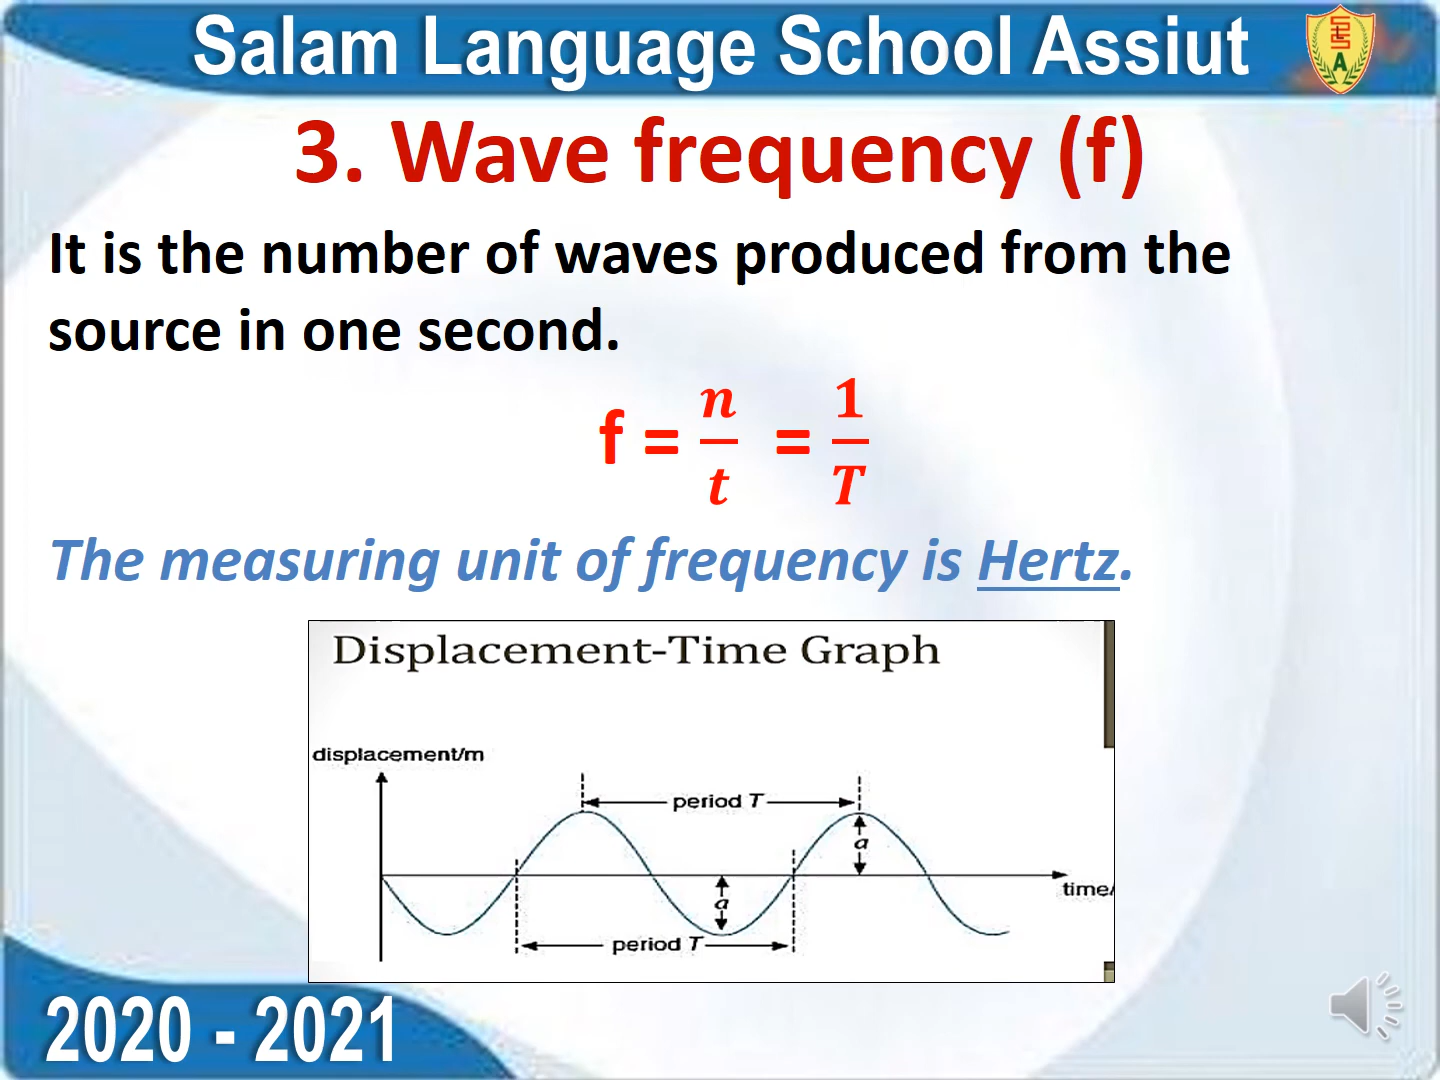 Salam Language School Assiut
SLS
A
3. Wave frequency (f)
It is the number of waves produced from the
source in one second.
f = n/t = 1/T
The measuring unit of frequency is Hertz.
Displacement-Time Graph
displacement/m
period T
a
time/
a
period T
2020 - 2021